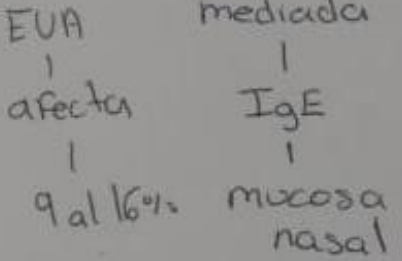 EUA
afecta
9 al 16%
mediada
IgE
mucosa
nasal